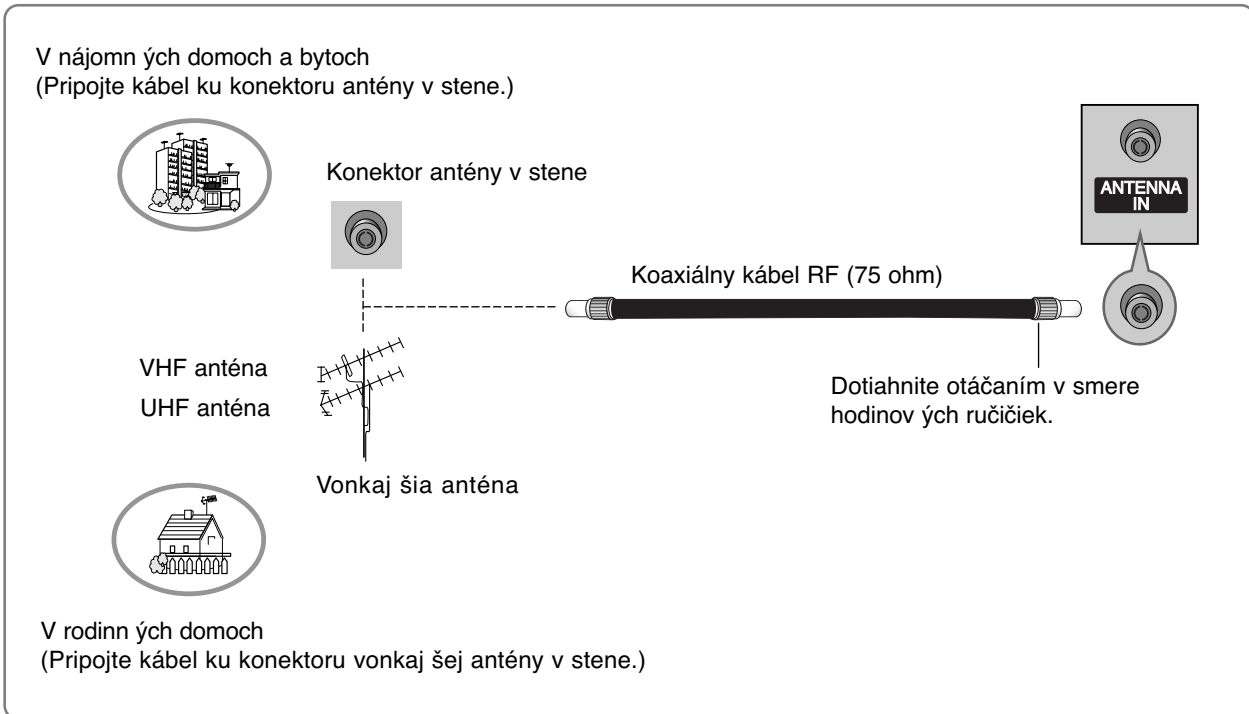 V nájomn ých domoch a bytoch
(Pripojte kábel ku konektoru antény v stene.)
Konektor antény v stene
ANTENNA
IN
Koaxiálny kábel RF (75 ohm)
VHF anténa
UHF anténa
Dotiahnite otáčaním v smere
hodinov ých ručičiek.
Vonkaj šia anténa
V rodinn ých domoch
(Pripojte kábel ku konektoru vonkaj šej antény v stene.)